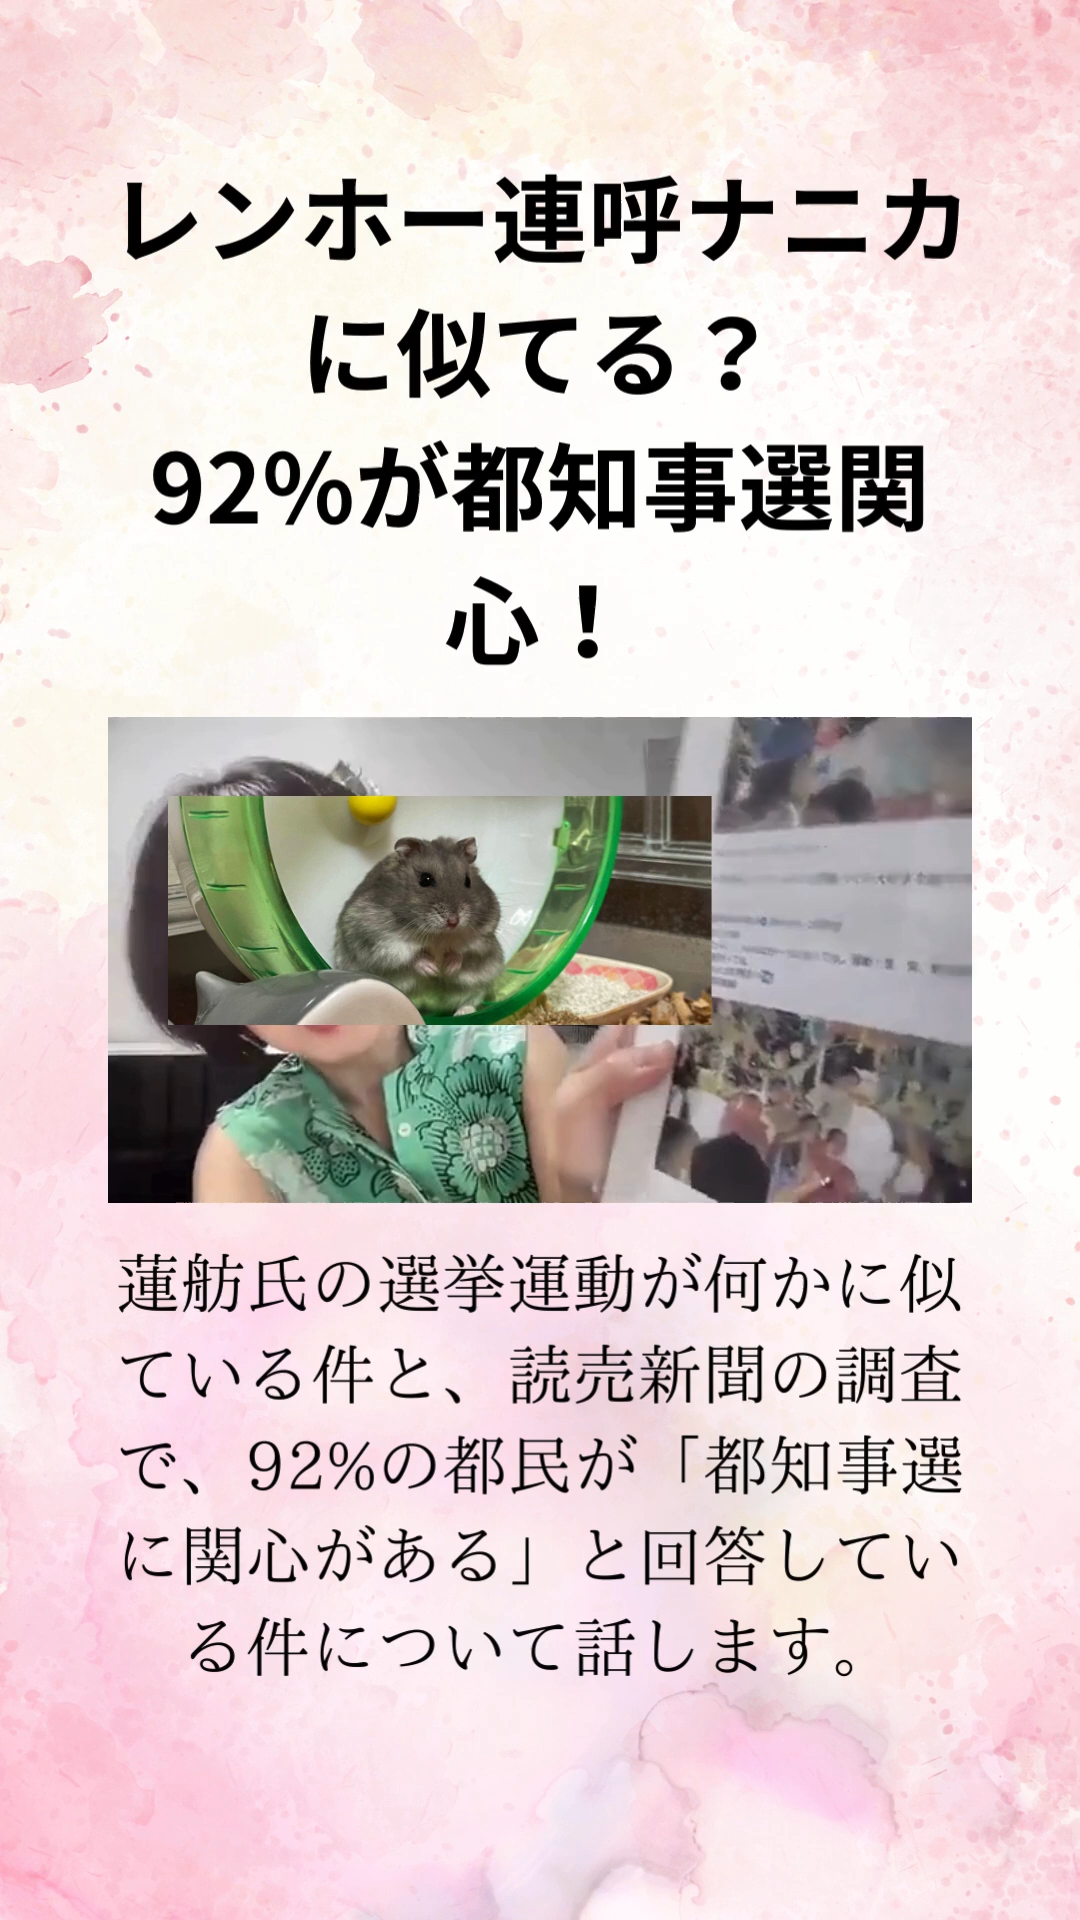 レンホー連呼ナニカ
に似てる？
92%が都知事選関
心！
蓮舫氏の選挙運動が何かに似
ている件と、読売新聞の調査
で、92%の都民が「都知事選
に関心がある」と回答してい
る件について話します。